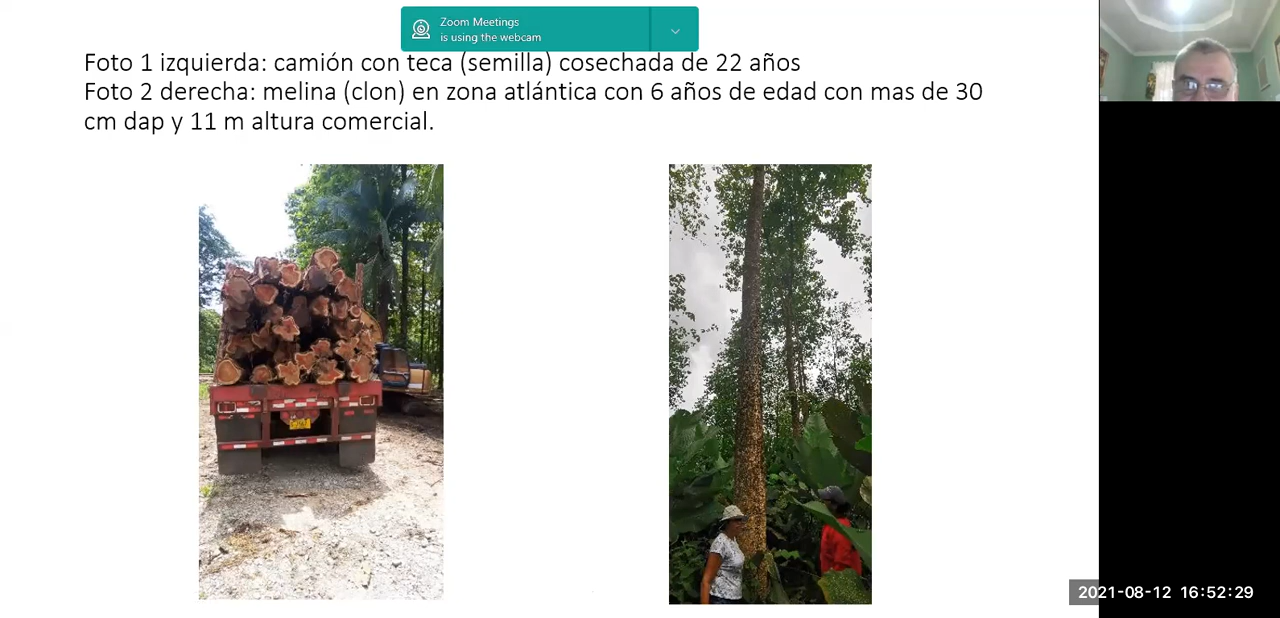 Zoom Meetings
is using the webcam
Foto 1 izquierda: camión con teca (semilla) cosechada de 22 años
Foto 2 derecha: melina (clon) en zona atlántica con 6 años de edad con mas de 30
cm dap y 11 m altura comercial.
2021-08-12 16:52:29